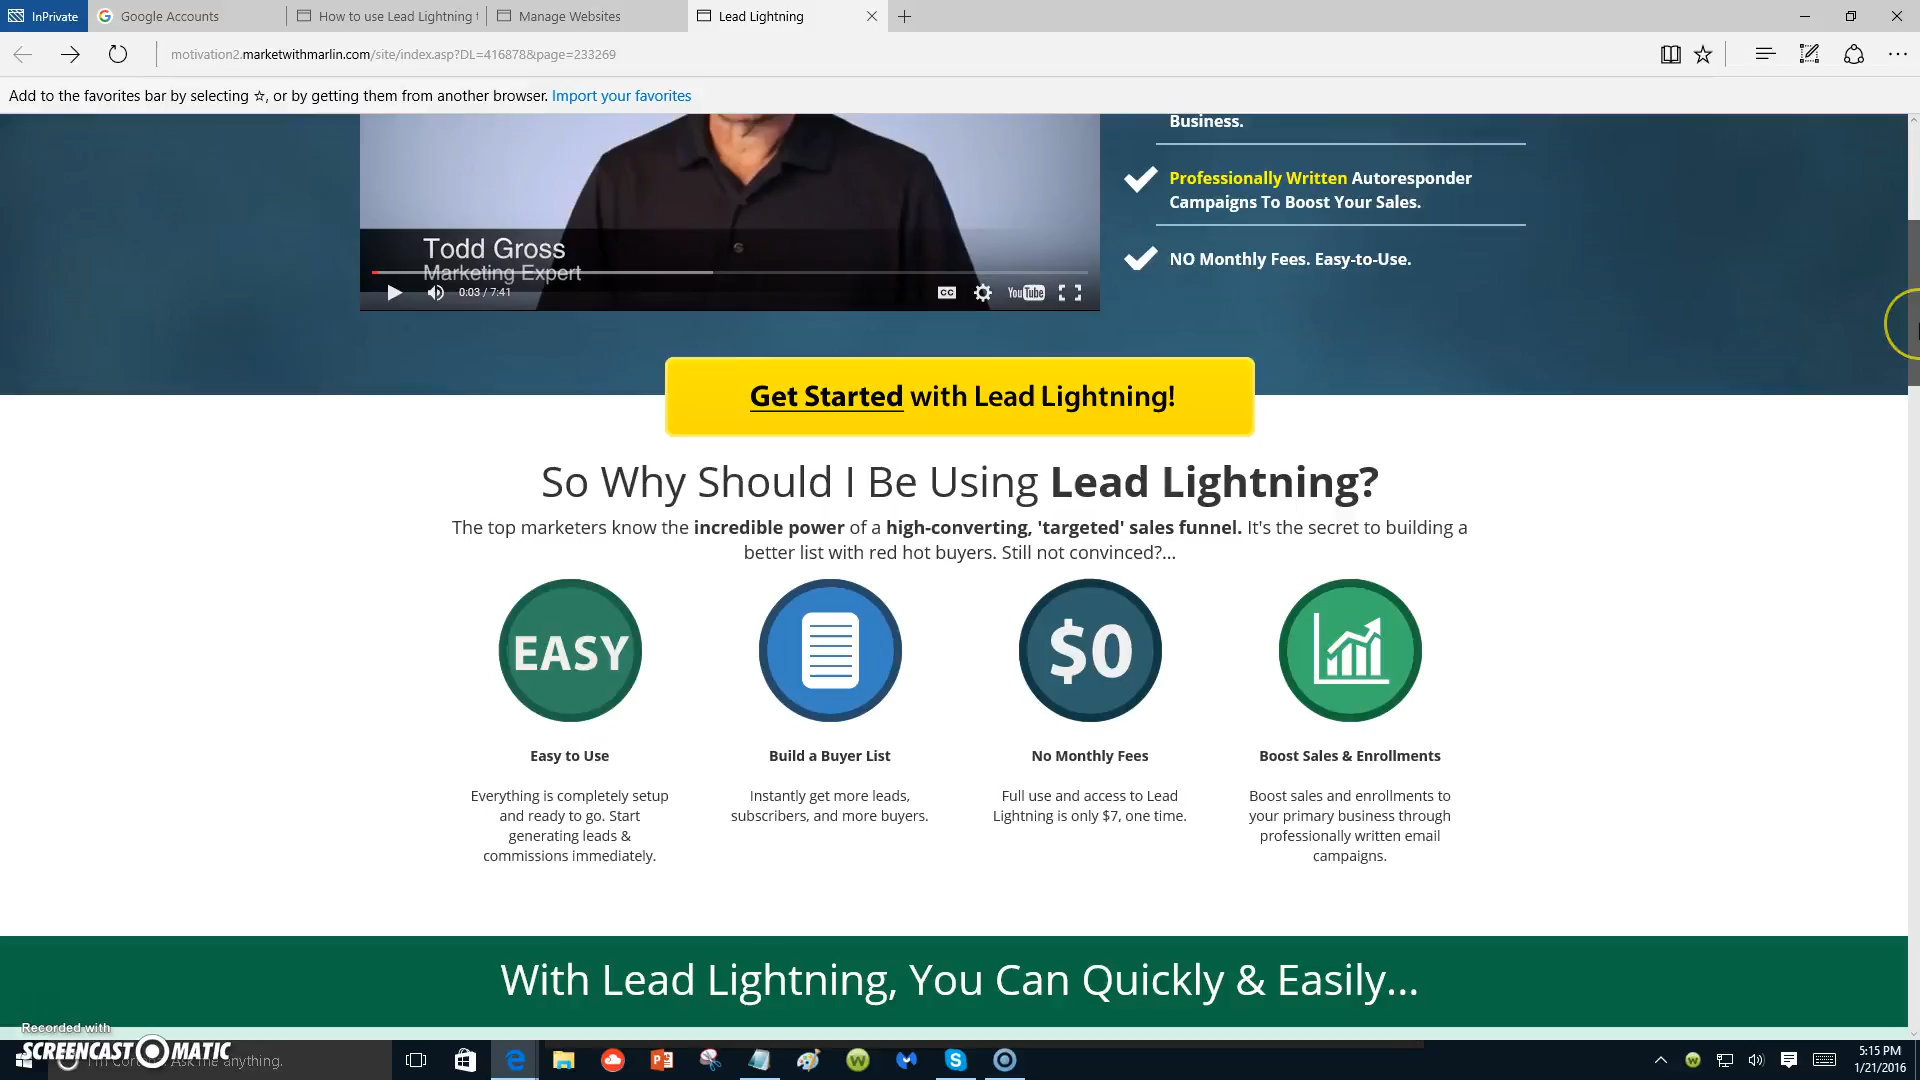 InPrivate
Google Accounts
How to use Lead Lightning
Manage Websites
Lead Lightning
motivation2.marketwithmarlin.com/site/index.asp?DL=416878&page=233269
Add to the favorites bar by selecting ☆, or by getting them from another browser. Import your favorites
Business.
Professionally Written Autoresponder
Campaigns To Boost Your Sales.
NO Monthly Fees. Easy-to-Use.
Todd Gross
Marketing Expert
0:03 / 7:41
CC
YouTube
Get Started with Lead Lightning!
So Why Should I Be Using Lead Lightning?
The top marketers know the incredible power of a high-converting, 'targeted' sales funnel. It's the secret to building a
better list with red hot buyers. Still not convinced?...
EASY
$0
Easy to Use
Build a Buyer List
No Monthly Fees
Boost Sales & Enrollments
Everything is completely setup
and ready to go. Start
generating leads &
commissions immediately.
Instantly get more leads,
subscribers, and more buyers.
Full use and access to Lead
Lightning is only $7, one time.
Boost sales and enrollments to
your primary business through
professionally written email
campaigns.
With Lead Lightning, You Can Quickly & Easily...
Recorded with
SCREENCAST-O-MATIC
I'm Cortana. Ask me anything.
5:15 PM
1/21/2016